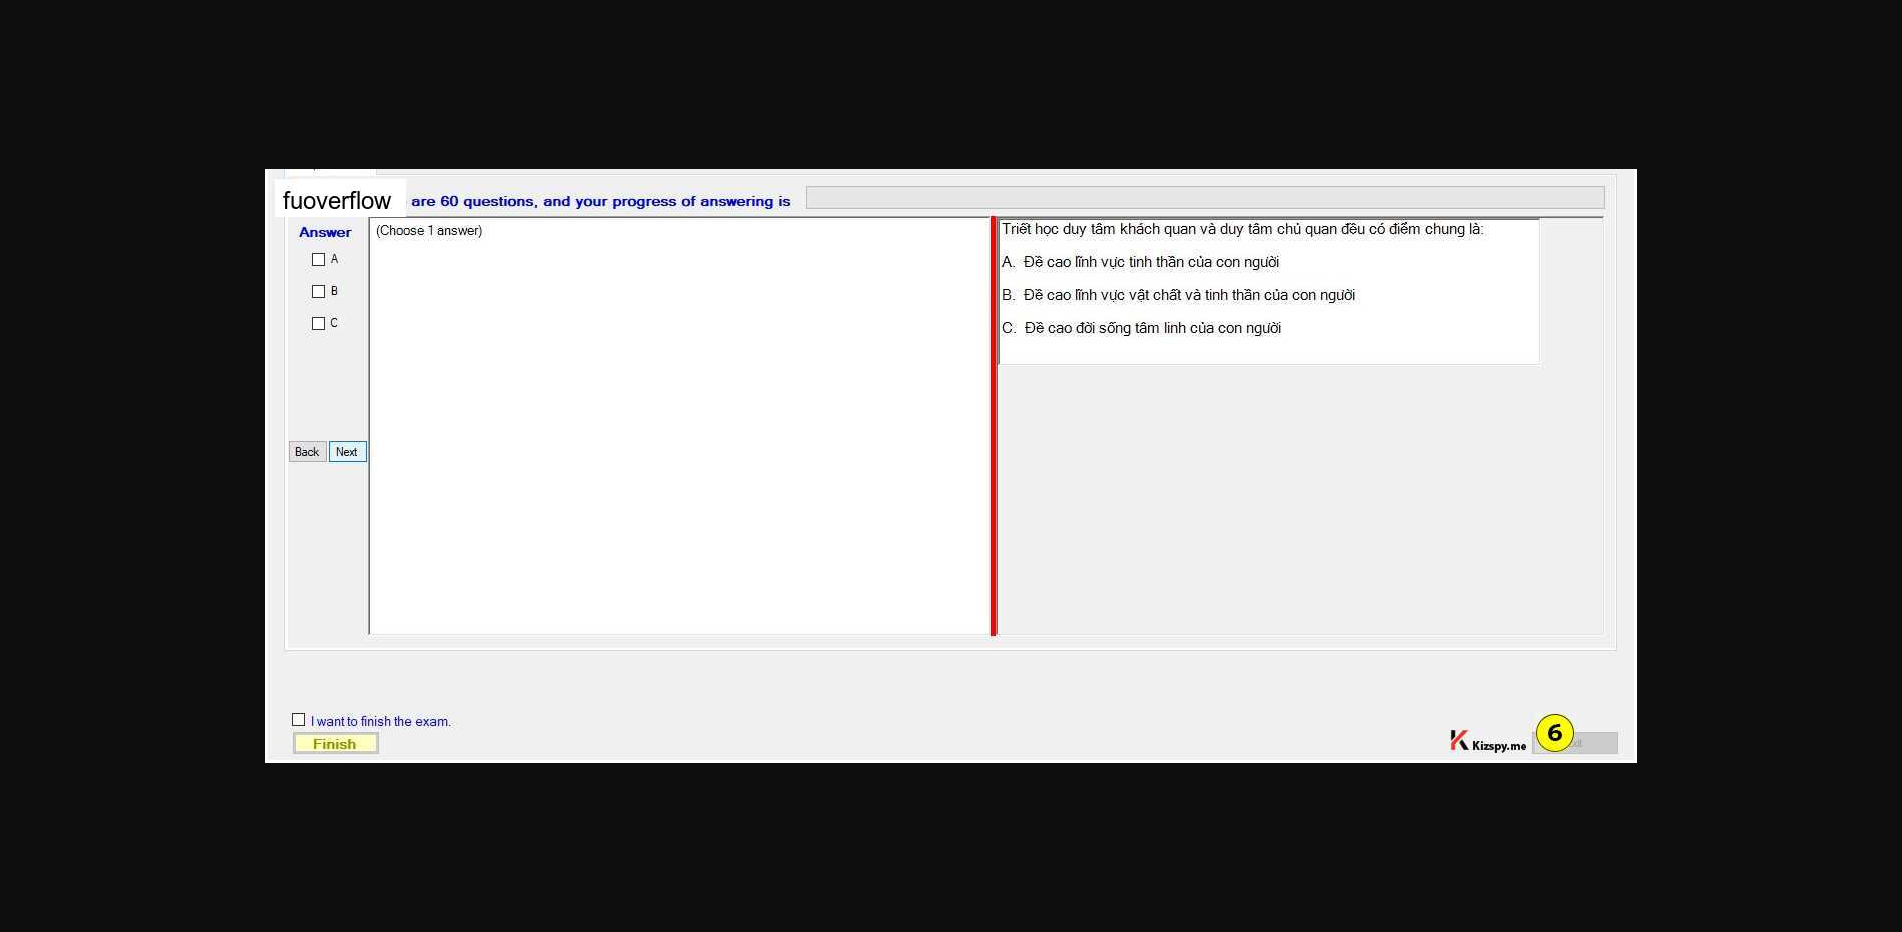 fuoverflow are 60 questions, and your progress of answering is
Answer
(Choose 1 answer)
A
B
C
Back Next
Triết học duy tâm khách quan và duy tâm chủ quan đều có điểm chung là:
A. Đề cao lĩnh vực tinh thần của con người
B. Đề cao lĩnh vực vật chất và tinh thần của con người
C. Đề cao đời sống tâm linh của con người
I want to finish the exam.
Finish
Kizspy.me
6